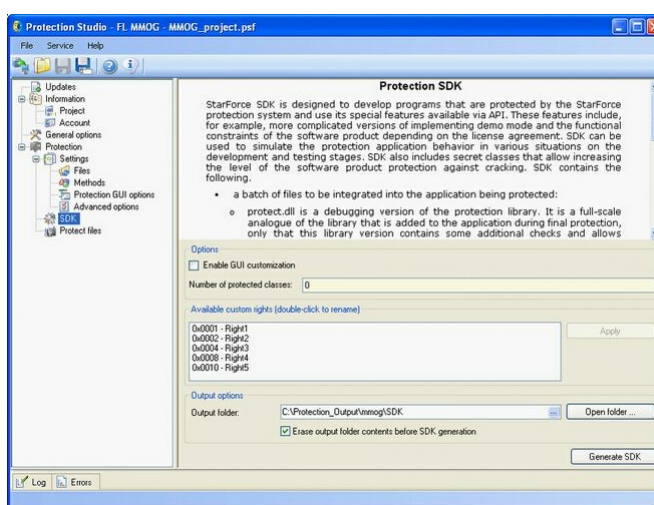 Protection Studio - FL MMOG - MMOG_project.psf
File Service Help
Updates
Information
Project
Account
General options
Protection
Settings
Files
Methods
Protection GUI options
Advanced options
SDK
Protect files
Protection SDK
StarForce SDK is designed to develop programs that are protected by the StarForce
protection system and use its special features available via API. These features include,
for example, more complicated versions of implementing demo mode and the functional
constraints of the software product depending on the license agreement. SDK can be
used to simulate the protection application behavior in various situations on the
development and testing stages. SDK also includes secret classes that allow increasing
the level of the software product protection against cracking. SDK contains the
following.
• a batch of files to be integrated into the application being protected:
o protect.dll is a debugging version of the protection library. It is a full-scale
analogue of the library that is added to the application during final protection,
only that this library version contains some additional checks and allows
Options
Enable GUI customization
Number of protected classes: 0
Available custom rights (double-click to rename)
0x0001 - Right1
0x0002 - Right2
0x0004 - Right3
0x0008 - Right4
0x0010 - Right5
Apply
Output options
Output folder: C:\Protection_Output\mmog\SDK ... Open folder ...
Erase output folder contents before SDK generation
Generate SDK
Log Errors